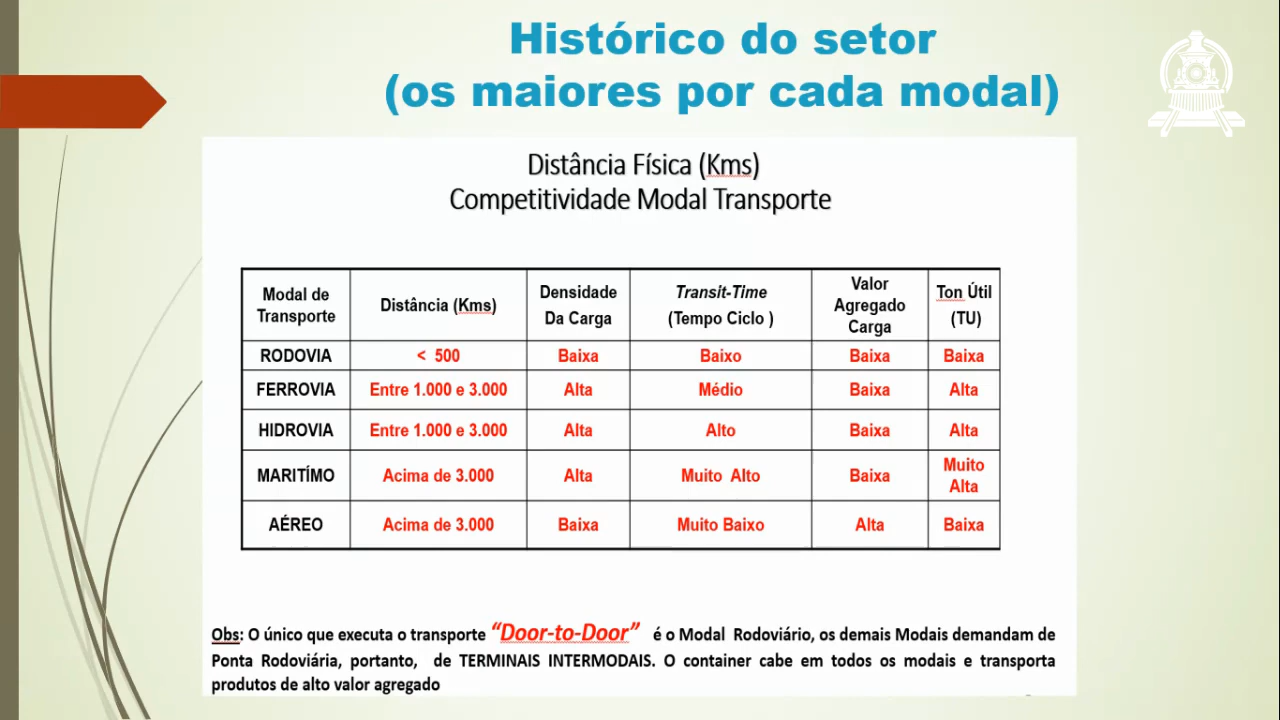 Histórico do setor
(os maiores por cada modal)
Distância Física (Kms)
Competitividade Modal Transporte
Modal de Transporte Distância (Kms) Densidade Da Carga Transit-Time (Tempo Ciclo ) Valor Agregado Carga Ton Útil (TU)
RODOVIA < 500 Baixa Baixo Baixa Baixa
FERROVIA Entre 1.000 e 3.000 Alta Médio Baixa Alta
HIDROVIA Entre 1.000 e 3.000 Alta Alto Baixa Alta
MARITÍMO Acima de 3.000 Alta Muito Alto Baixa Muito Alta
AÉREO Acima de 3.000 Baixa Muito Baixo Alta Baixa
Obs: O único que executa o transporte “Door-to-Door” é o Modal Rodoviário, os demais Modais demandam de
Ponta Rodoviária, portanto, de TERMINAIS INTERMODAIS. O container cabe em todos os modais e transporta
produtos de alto valor agregado